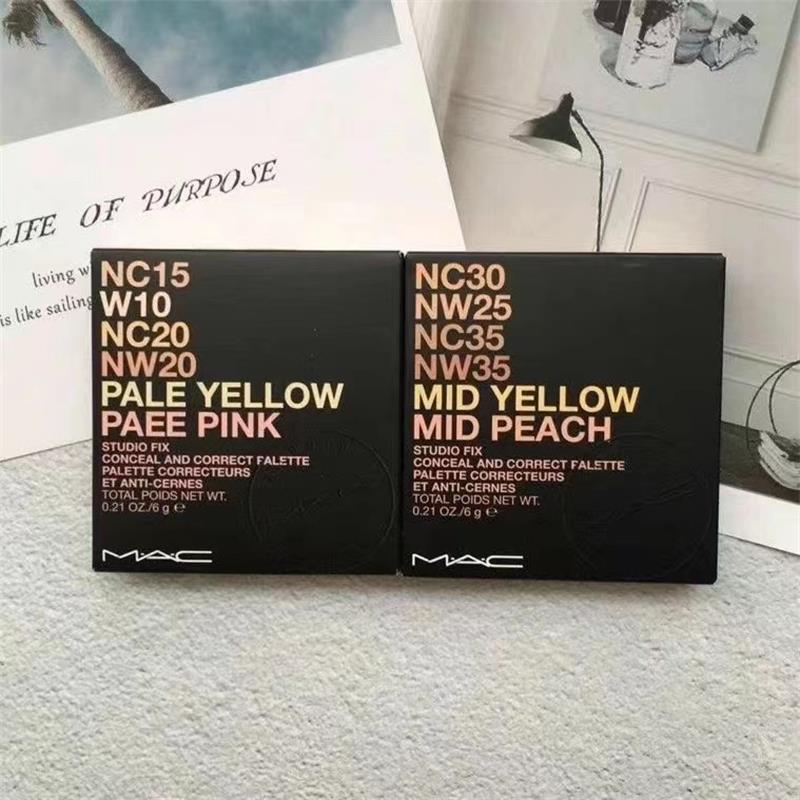 LIFE OF PURPOSE
living w
is like sailing
NC15
W10
NC20
NW20
PALE YELLOW
PAEE PINK
STUDIO FIX
CONCEAL AND CORRECT FALETTE
PALETTE CORRECTEURS
ET ANTI-CERNES
TOTAL POIDS NET WT.
0.21 OZ./6 g ℮
M·A·C
NC30
NW25
NC35
NW35
MID YELLOW
MID PEACH
STUDIO FIX
CONCEAL AND CORRECT FALETTE
PALETTE CORRECTEURS
ET ANTI-CERNES
TOTAL POIDS NET WT.
0.21 OZ./6 g ℮
M·A·C